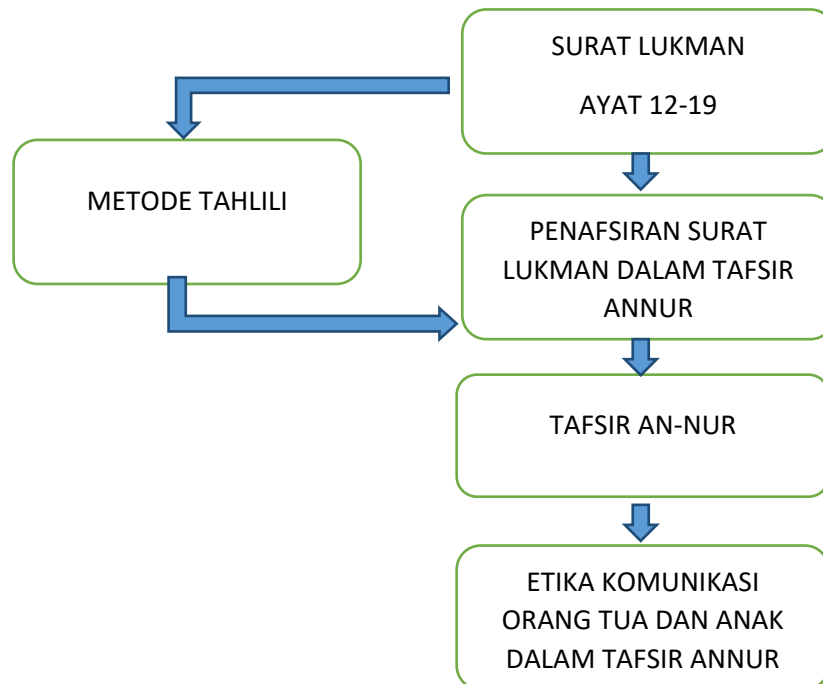 SURAT LUKMAN
AYAT 12-19
METODE TAHLILI
PENAFSIRAN SURAT
LUKMAN DALAM TAFSIR
ANNUR
TAFSIR AN-NUR
ETIKA KOMUNIKASI
ORANG TUA DAN ANAK
DALAM TAFSIR ANNUR